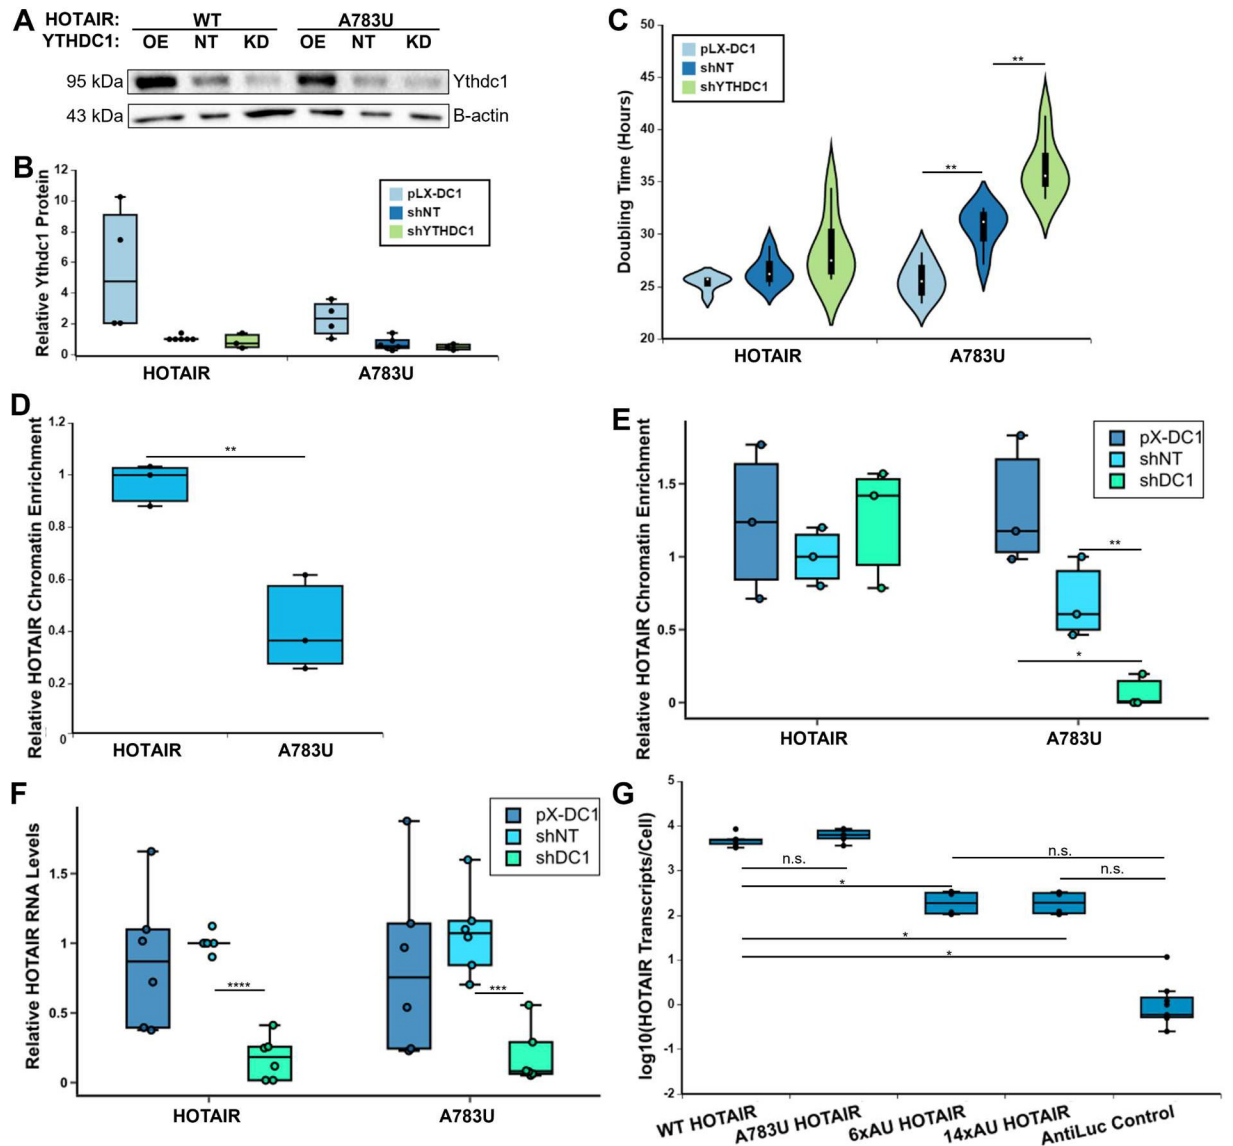 A
HOTAIR: WT A783U
YTHDC1: OE NT KD OE NT KD
95 kDa Ythdc1
43 kDa B-actin
B
Relative Ythdc1 Protein
12
10
8
6
4
2
0
pLX-DC1
shNT
shYTHDC1
HOTAIR A783U
C
Doubling Time (Hours)
50
45
40
35
30
25
20
pLX-DC1
shNT
shYTHDC1
**
**
HOTAIR A783U
D
Relative HOTAIR Chromatin Enrichment
1.2
1
0.8
0.6
0.4
0.2
0
**
HOTAIR A783U
E
Relative HOTAIR Chromatin Enrichment
1.5
1
0.5
0
pX-DC1
shNT
shDC1
**
*
HOTAIR A783U
F
Relative HOTAIR RNA Levels
1.5
1
0.5
0
pX-DC1
shNT
shDC1
****
***
HOTAIR A783U
G
log10(HOTAIR Transcripts/Cell)
5
4
3
2
1
0
-1
-2
n.s.
n.s.
n.s.
*
*
*
WT HOTAIR
A783U HOTAIR
6xAU HOTAIR
14xAU HOTAIR
AntiLuc Control